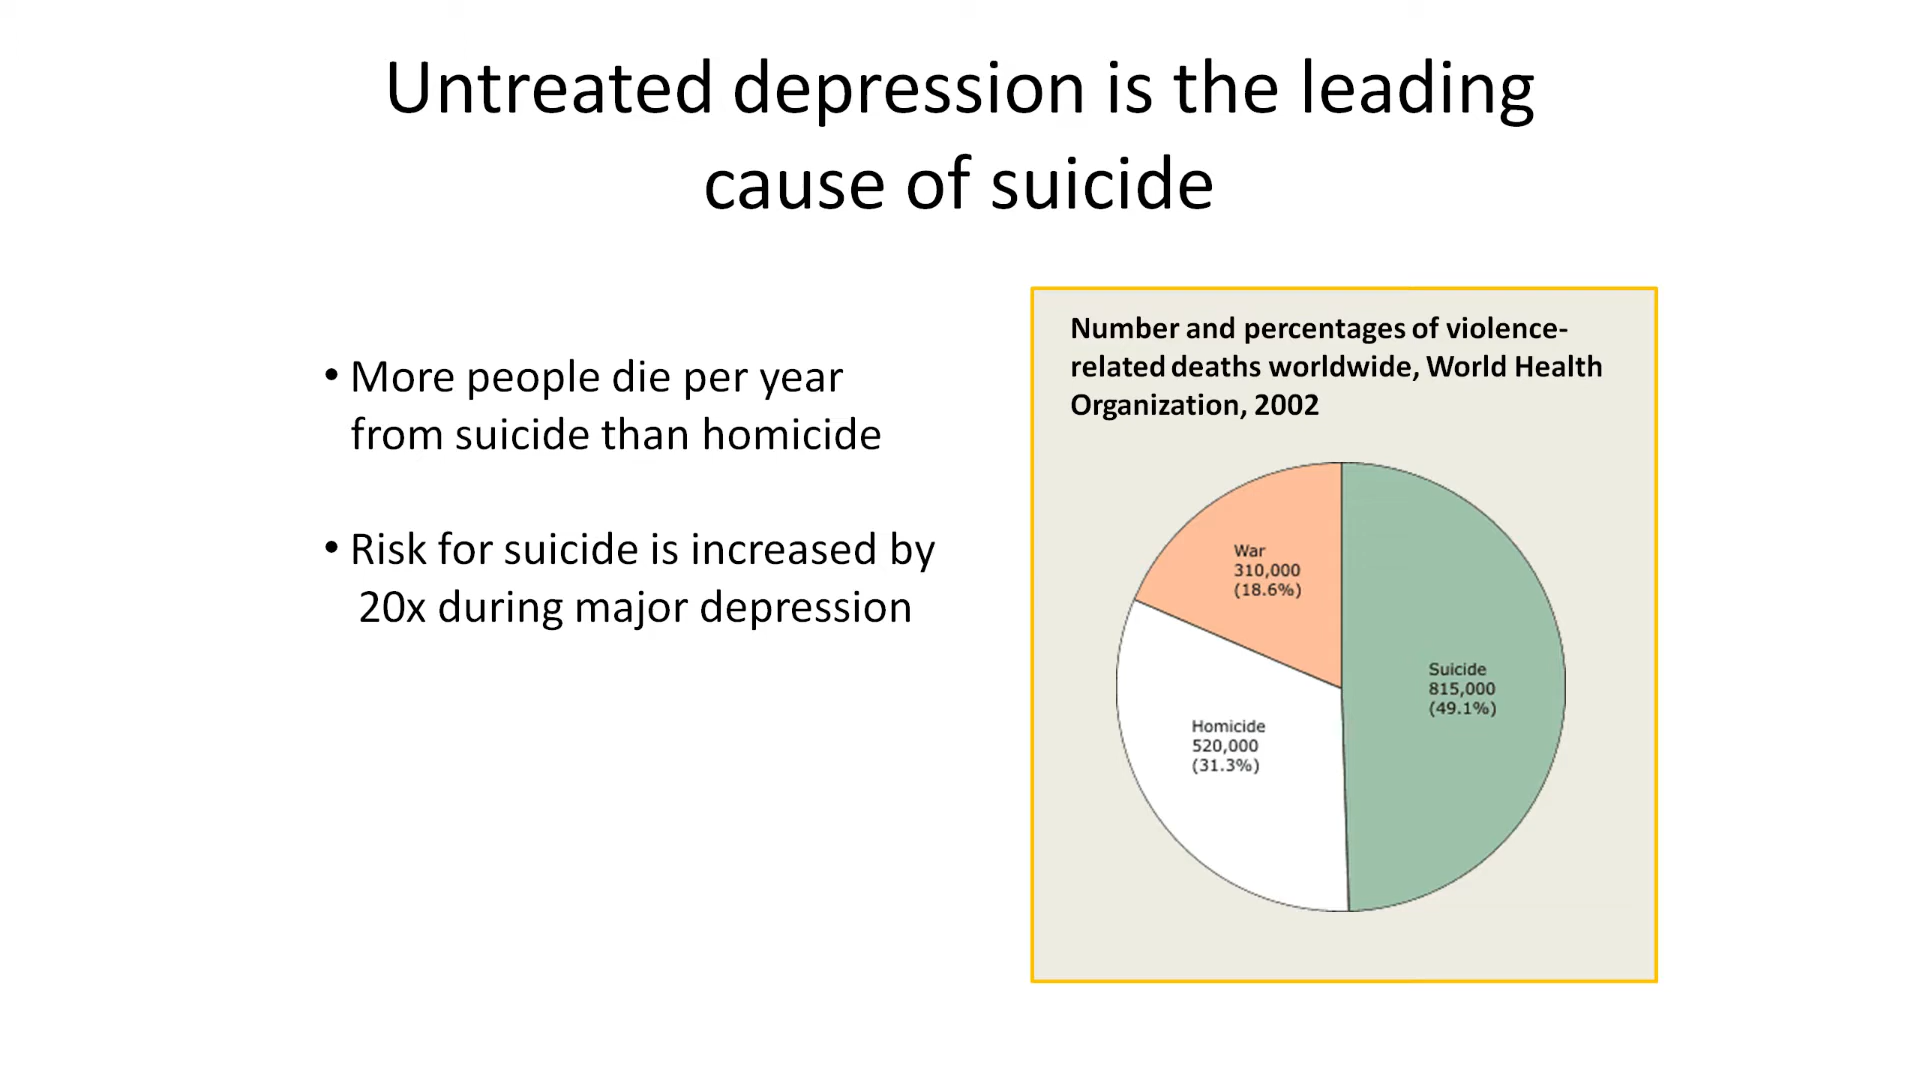 Untreated depression is the leading
cause of suicide
• More people die per year
from suicide than homicide
• Risk for suicide is increased by
20x during major depression
Number and percentages of violence-
related deaths worldwide, World Health
Organization, 2002
War
310,000
(18.6%)
Suicide
815,000
(49.1%)
Homicide
520,000
(31.3%)